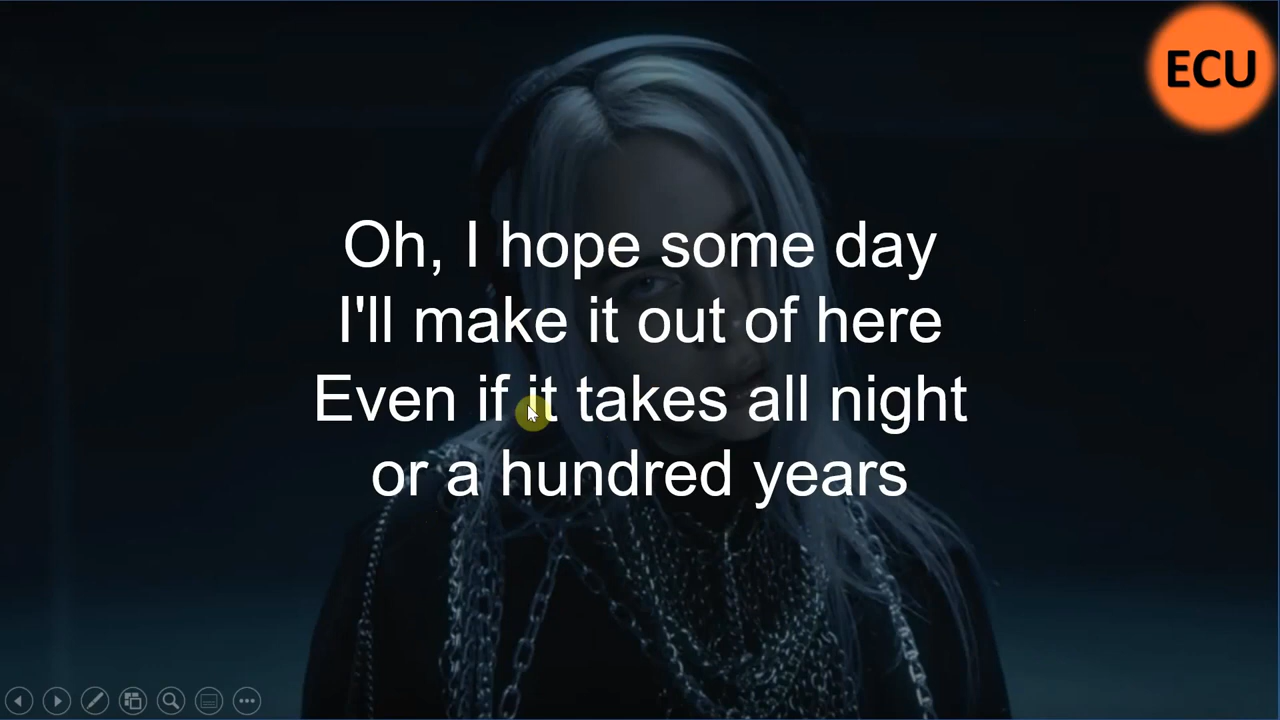 ECU
Oh, I hope some day
I'll make it out of here
Even if it takes all night
or a hundred years